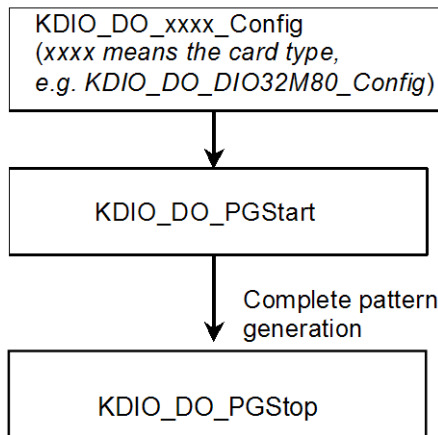 KDIO_DO_xxxx_Config
(xxxx means the card type,
e.g. KDIO_DO_DIO32M80_Config)
KDIO_DO_PGStart
Complete pattern
generation
KDIO_DO_PGStop